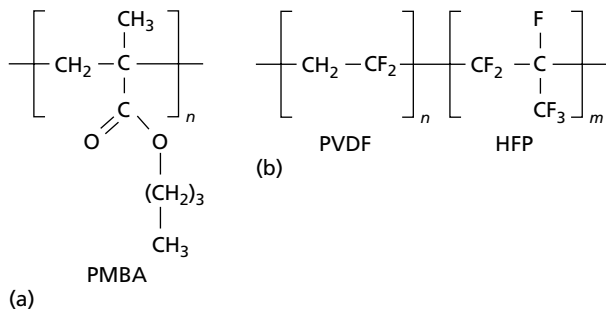 CH₃
CH₂ C
n
C
O O
(CH₂)₃
CH₃
PMBA
(a)
CH₂ CF₂
n
PVDF
F
CF₂ C
CF₃
m
HFP
(b)